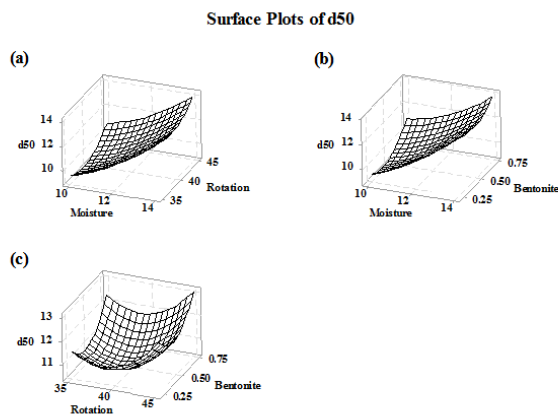 Surface Plots of d50
(a)
14
12
10
d50
10
12
14
Moisture
35
40
45
Rotation
(b)
14
12
10
d50
10
12
14
Moisture
0.25
0.50
0.75
Bentonite
(c)
13
12
11
d50
35
40
45
Rotation
0.25
0.50
0.75
Bentonite